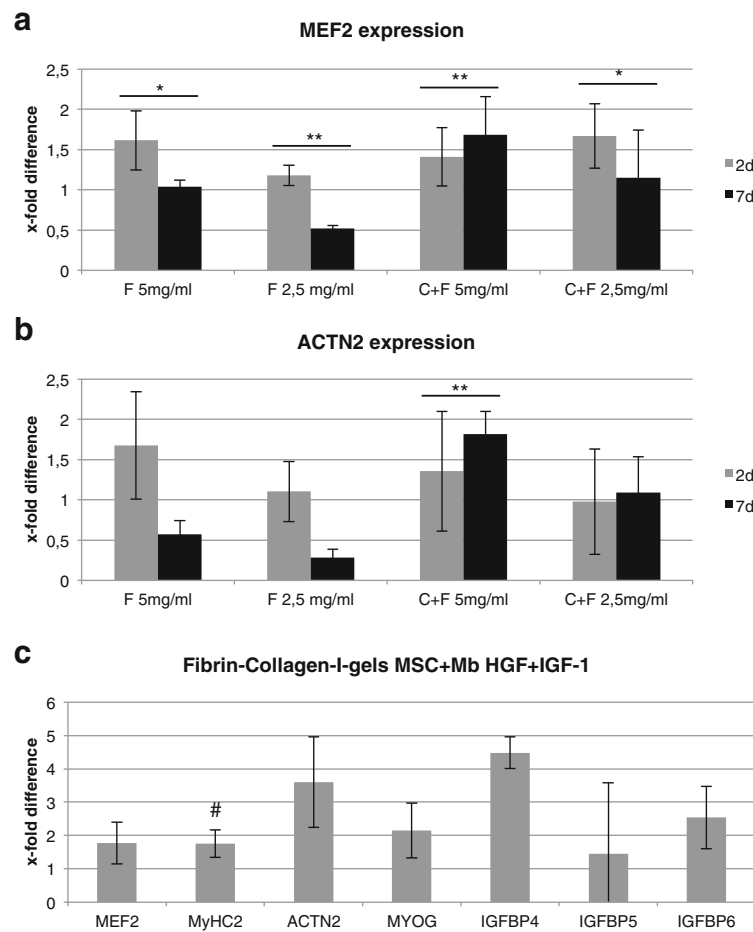 a
MEF2 expression
x-fold difference
2,5
2
1,5
1
0,5
0
*
**
**
*
F 5mg/ml
F 2,5 mg/ml
C+F 5mg/ml
C+F 2,5mg/ml
2d
7d
b
ACTN2 expression
x-fold difference
2,5
2
1,5
1
0,5
0
**
F 5mg/ml
F 2,5 mg/ml
C+F 5mg/ml
C+F 2,5mg/ml
2d
7d
c
Fibrin-Collagen-I-gels MSC+Mb HGF+IGF-1
x-fold difference
6
5
4
3
2
1
0
#
MEF2
MyHC2
ACTN2
MYOG
IGFBP4
IGFBP5
IGFBP6